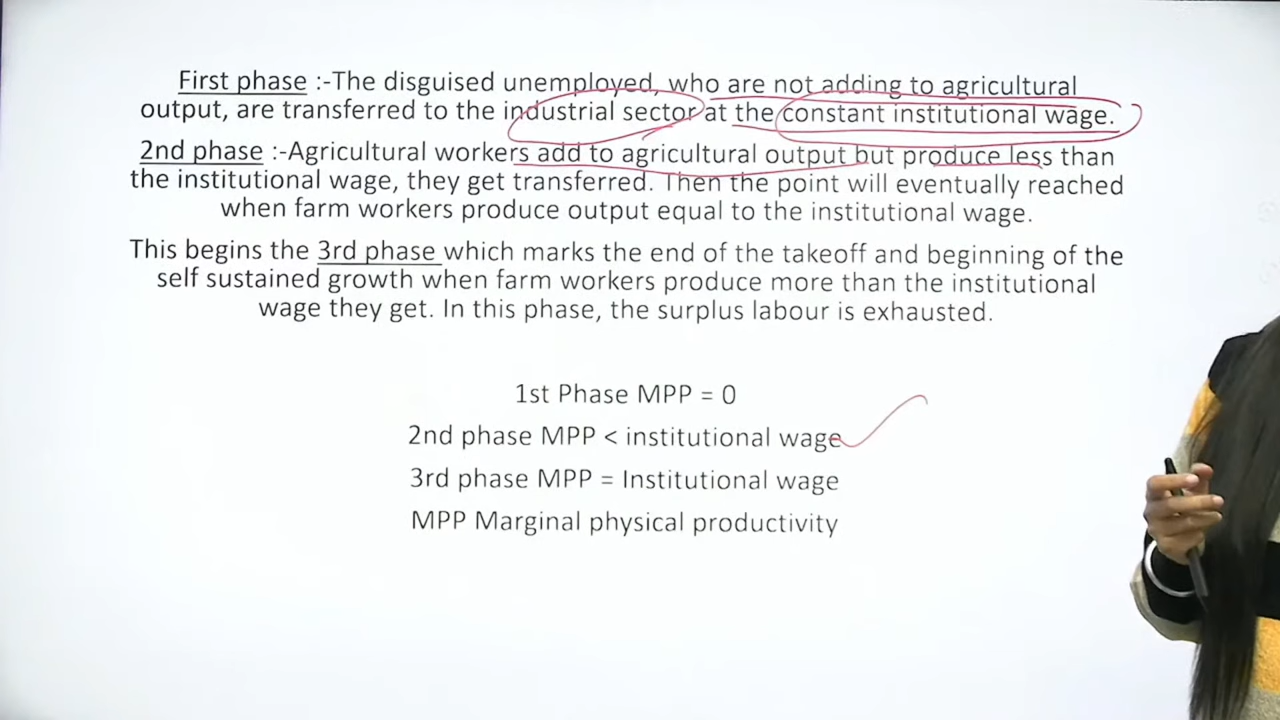 First phase :-The disguised unemployed, who are not adding to agricultural
output, are transferred to the industrial sector at the constant institutional wage.
2nd phase :-Agricultural workers add to agricultural output but produce less than
the institutional wage, they get transferred. Then the point will eventually reached
when farm workers produce output equal to the institutional wage.
This begins the 3rd phase which marks the end of the takeoff and beginning of the
self sustained growth when farm workers produce more than the institutional
wage they get. In this phase, the surplus labour is exhausted.
1st Phase MPP = 0
2nd phase MPP < institutional wage
3rd phase MPP = Institutional wage
MPP Marginal physical productivity